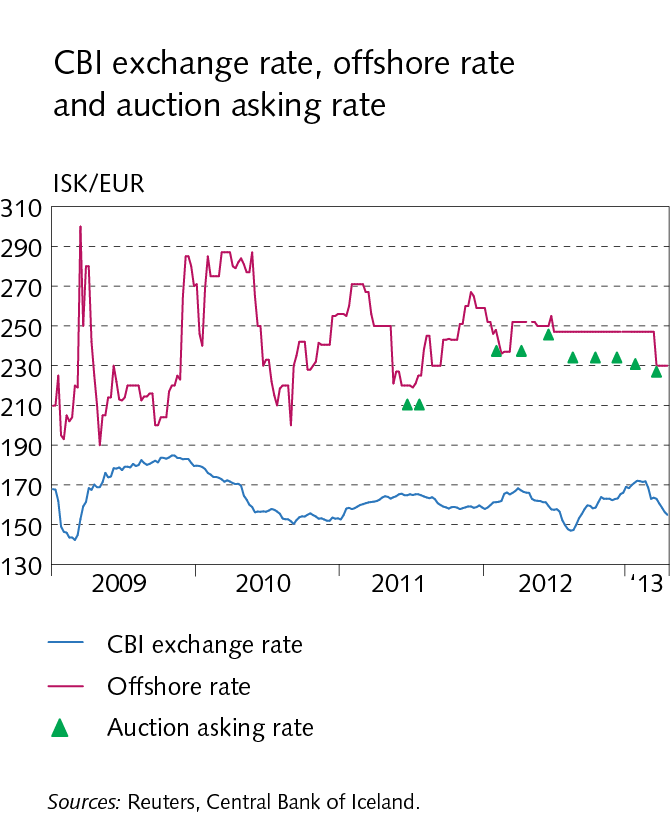 CBI exchange rate, offshore rate
and auction asking rate
ISK/EUR
310
290
270
250
230
210
190
170
150
130
2009 2010 2011 2012 ‘13
CBI exchange rate
Offshore rate
Auction asking rate
Sources: Reuters, Central Bank of Iceland.